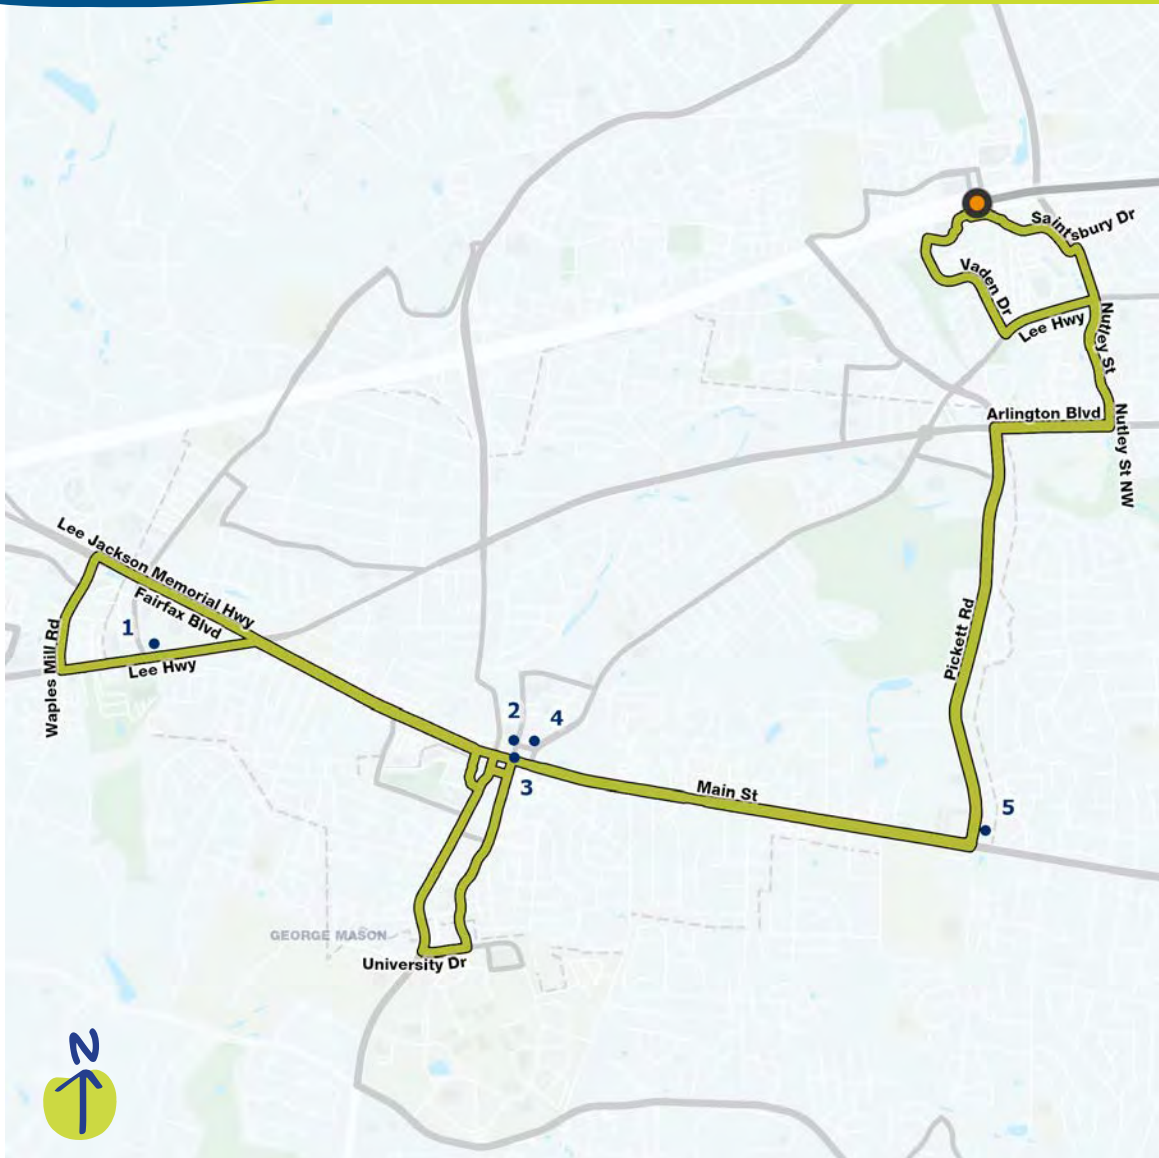 Saintsbury Dr
Vaden Dr
Lee Hwy
Nutley St
Arlington Blvd
Nutley St NW
Lee Jackson Memorial Hwy
Fairfax Blvd
Pickett Rd
1
Waples Mill Rd
Lee Hwy
2
4
3
Main St
5
GEORGE MASON
University Dr
N